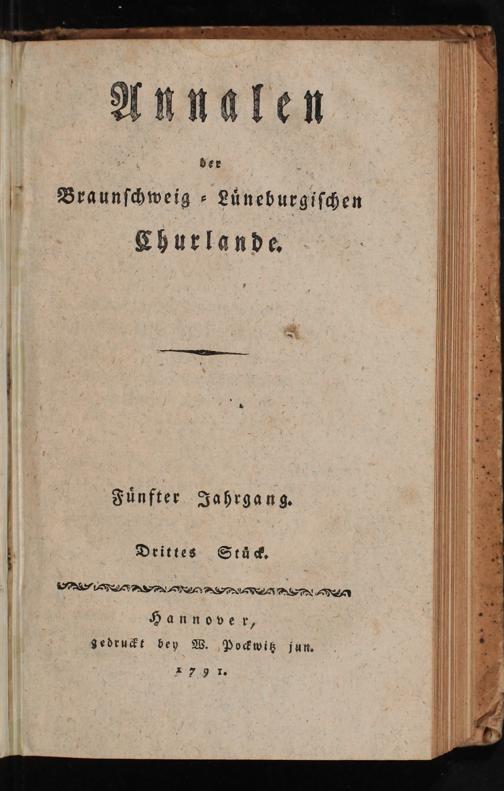 Annalen
der
Braunschweig-Lüneburgischen
Churlande.
Fünfter Jahrgang.
Drittes Stück.
Hannover,
gedruckt bey W. Pockwitz jun.
1791.